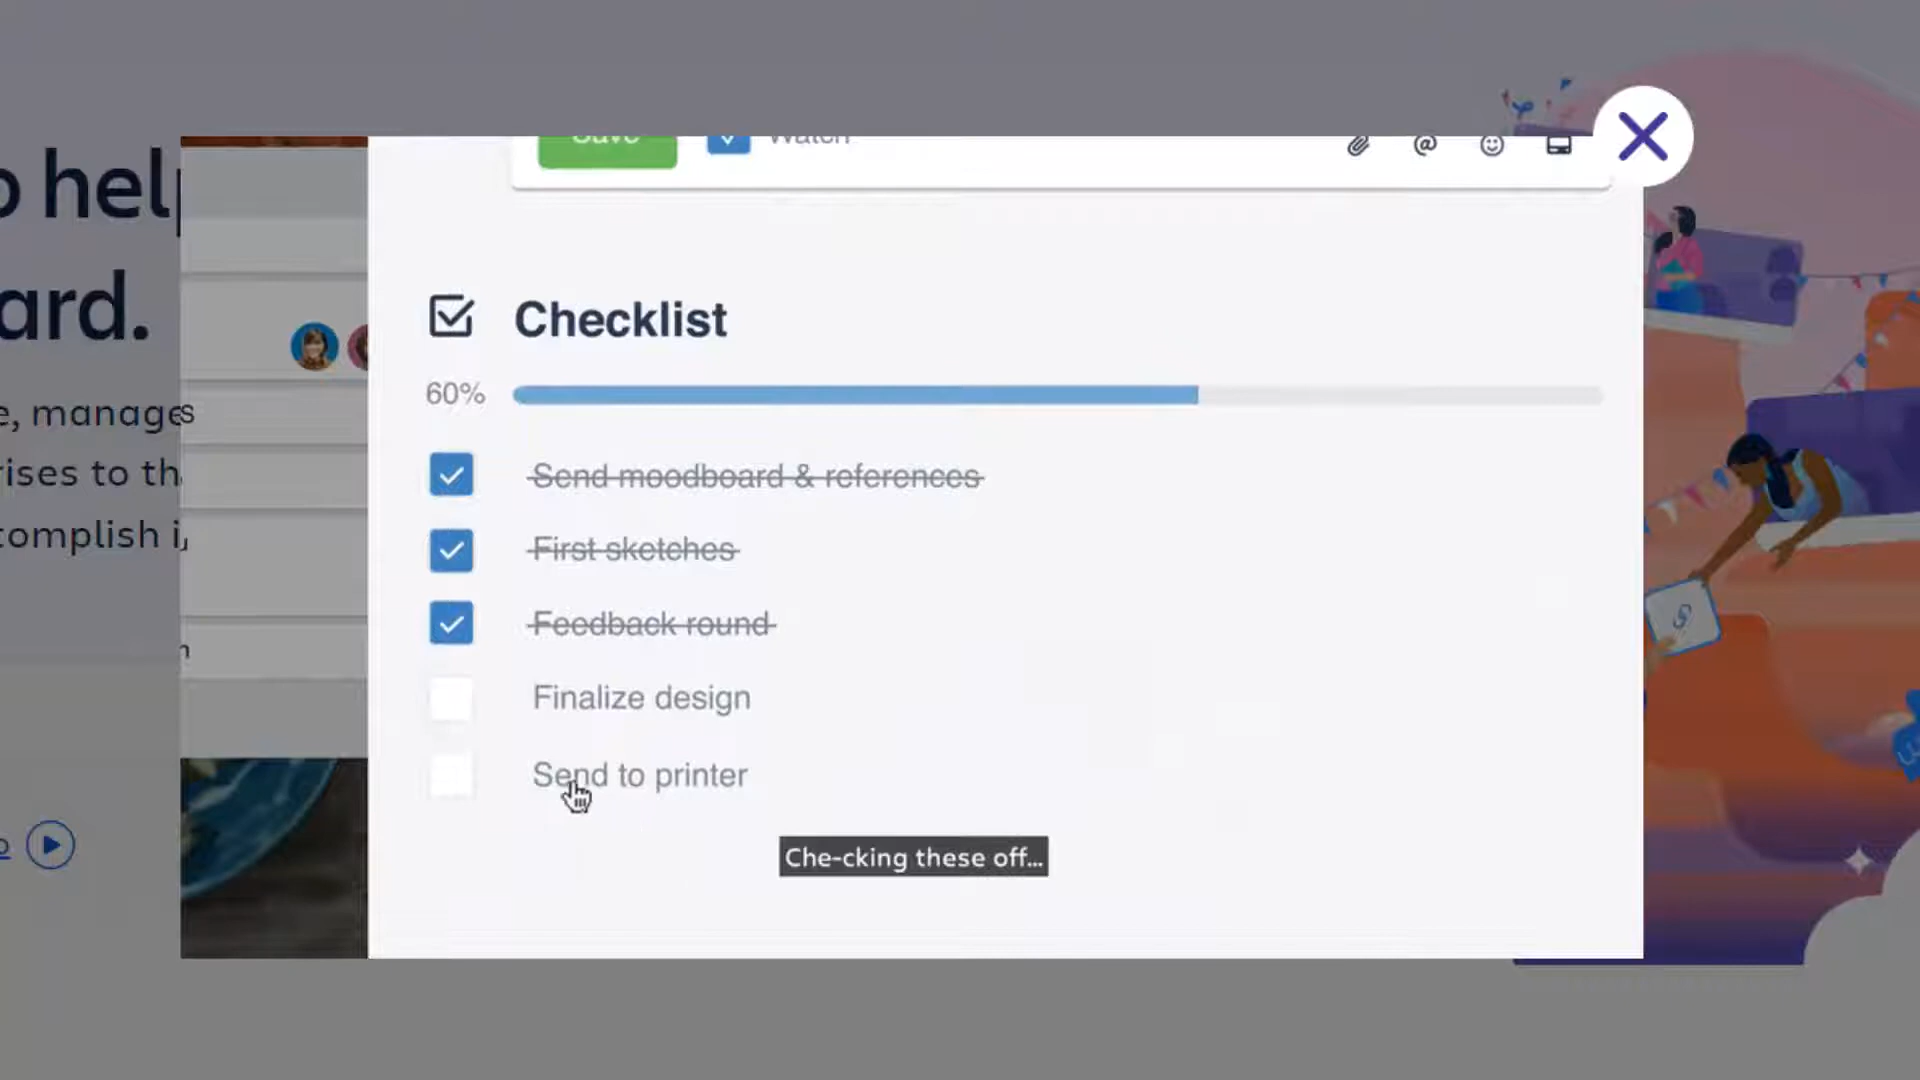 Save Watch
Checklist
60%
Send moodboard & references
First sketches
Feedback round
Finalize design
Send to printer
Che-cking these off...
ard.
e, manages
rises to th
omplish i